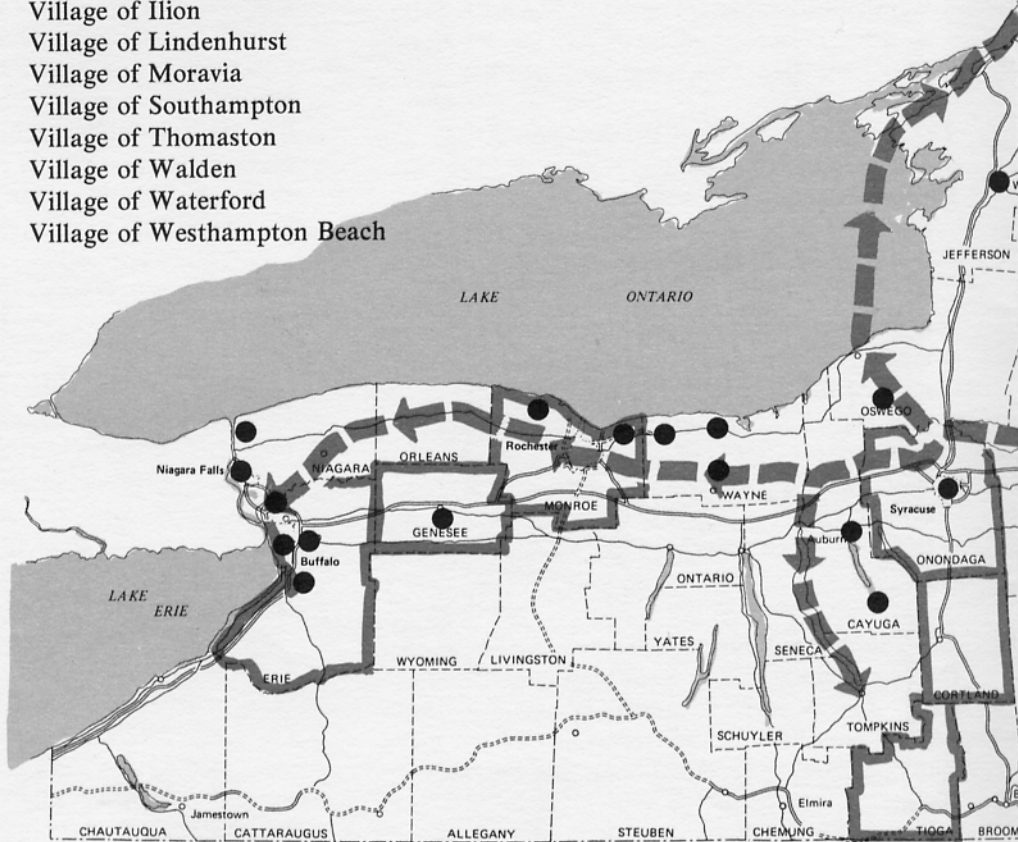 Village of Ilion
Village of Lindenhurst
Village of Moravia
Village of Southampton
Village of Thomaston
Village of Walden
Village of Waterford
Village of Westhampton Beach
JEFFERSON
LAKE ONTARIO
OSWEGO
Rochester
ORLEANS
Niagara Falls
NIAGARA
WAYNE
MONROE
Syracuse
GENESEE
Auburn
Buffalo
ONONDAGA
ONTARIO
LAKE
ERIE
CAYUGA
YATES
SENECA
WYOMING
LIVINGSTON
ERIE
CORTLAND
TOMPKINS
SCHUYLER
Elmira
Jamestown
CHAUTAUQUA
CATTARAUGUS
ALLEGANY
STEUBEN
CHEMUNG
TIOGA
BROOM